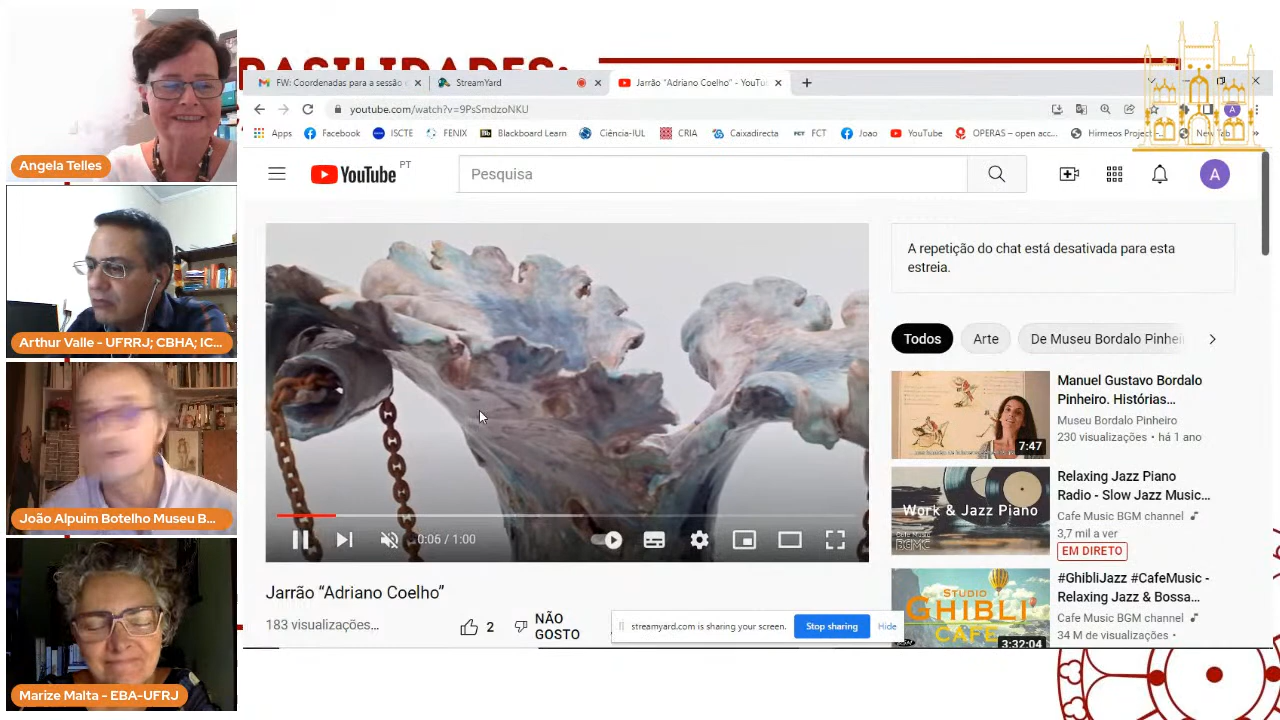 BASILIDADES:
FW: Coordenadas para a sessão
StreamYard
Jarrão “Adriano Coelho” - YouTu
youtube.com/watch?v=9PsSmdzoNKU
Apps
Facebook
ISCTE
FENIX
Blackboard Learn
Ciência-IUL
CRIA
Caixadirecta
FCT
FCT
Joao
YouTube
OPERAS – open acc...
Hirmeos Project -...
New Tab
YouTube PT
Pesquisa
A
A repetição do chat está desativada para esta
estreia.
Todos
Arte
De Museu Bordalo Pinhei
Manuel Gustavo Bordalo
Pinheiro. Histórias...
Museu Bordalo Pinheiro
230 visualizações • há 1 ano
7:47
Relaxing Jazz Piano
Radio - Slow Jazz Music...
Cafe Music BGM channel
3,7 mil a ver
EM DIRETO
Work & Jazz Piano
Cafe Music
BGMC
#GhibliJazz #CafeMusic -
Relaxing Jazz & Bossa...
Cafe Music BGM channel
34 M de visualizações •
STUDIO
GHIBLI
CAFE
3:32:04
0:06 / 1:00
Jarrão “Adriano Coelho”
183 visualizações...
2
NÃO
GOSTO
streamyard.com is sharing your screen.
Stop sharing
Hide
Angela Telles
Arthur Valle - UFRRJ; CBHA; IC...
João Alpuim Botelho Museu B...
Marize Malta - EBA-UFRJ